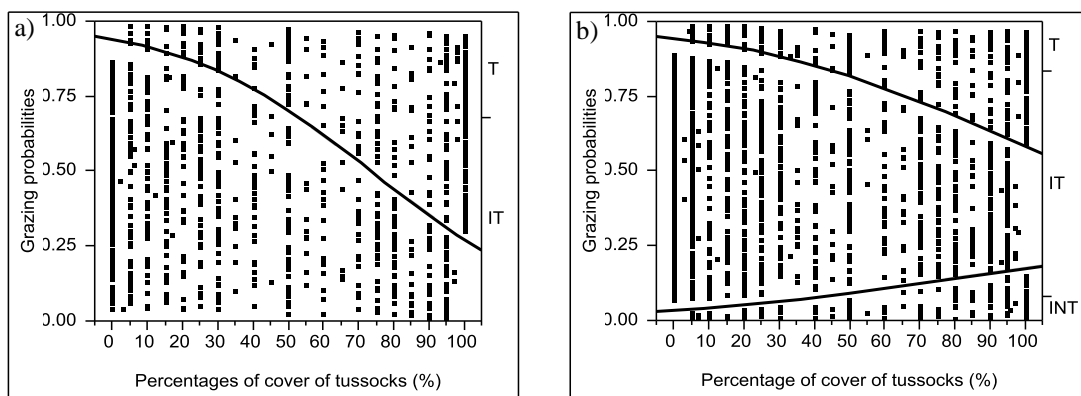 a)
1.00
0.75
0.50
0.25
0.00
Grazing probabilities
T
IT
0 10 20 30 40 50 60 70 80 90 100
Percentages of cover of tussocks (%)
b)
1.00
0.75
0.50
0.25
0.00
Grazing probabilities
T
IT
INT
0 10 20 30 40 50 60 70 80 90 100
Percentage of cover of tussocks (%)